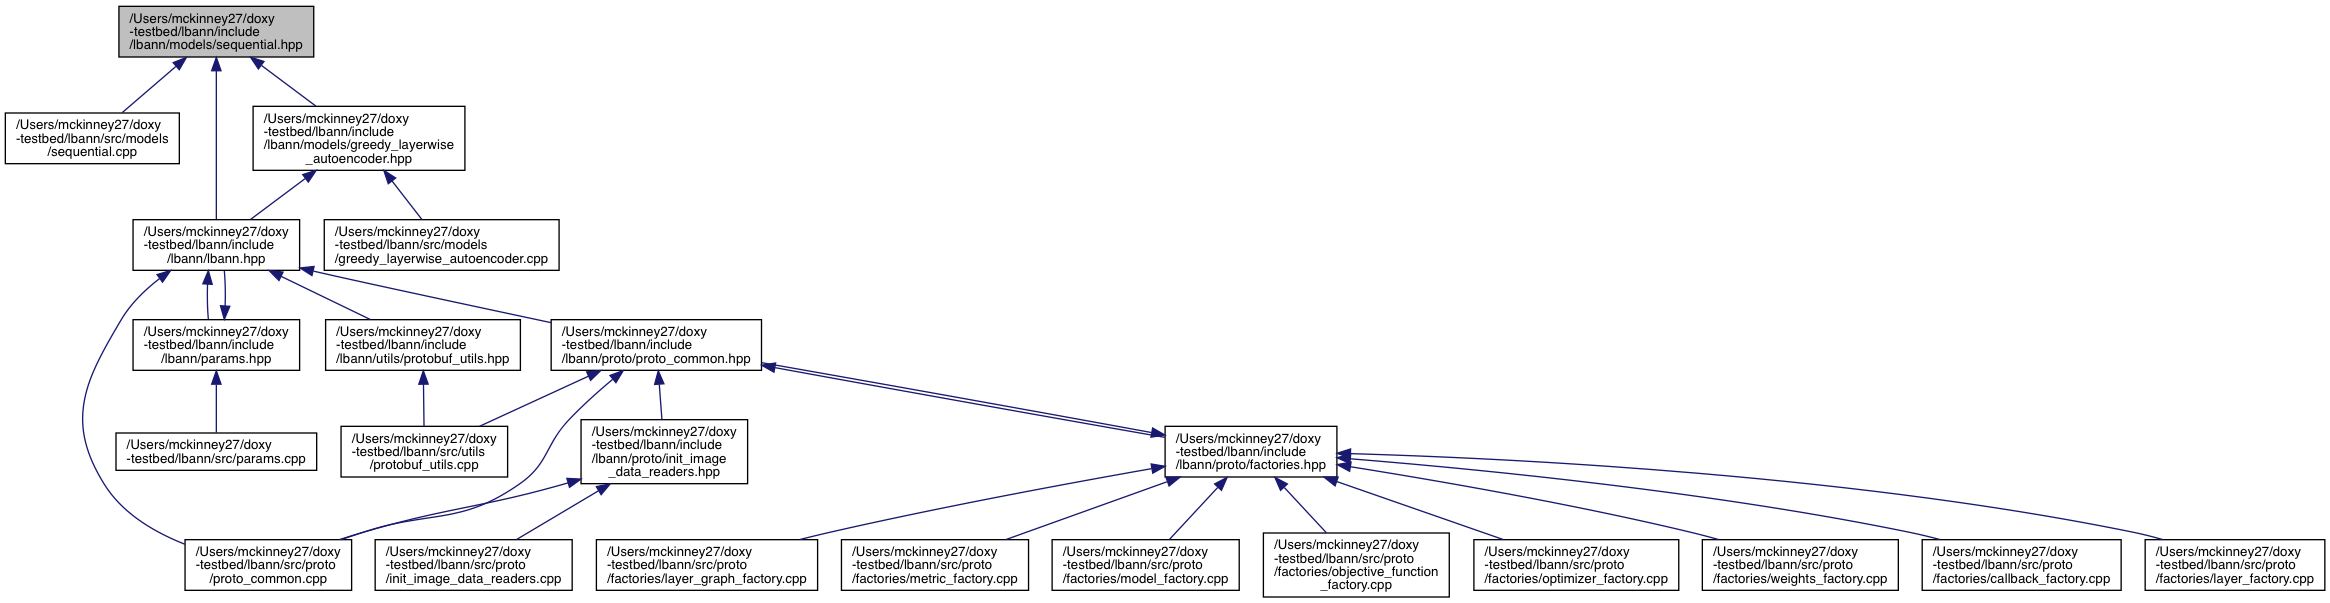 /Users/mckinney27/doxy
-testbed/lbann/include
/lbann/models/sequential.hpp
/Users/mckinney27/doxy
-testbed/lbann/src/models
/sequential.cpp
/Users/mckinney27/doxy
-testbed/lbann/include
/lbann/models/greedy_layerwise
_autoencoder.hpp
/Users/mckinney27/doxy
-testbed/lbann/include
/lbann/lbann.hpp
/Users/mckinney27/doxy
-testbed/lbann/src/models
/greedy_layerwise_autoencoder.cpp
/Users/mckinney27/doxy
-testbed/lbann/include
/lbann/params.hpp
/Users/mckinney27/doxy
-testbed/lbann/include
/lbann/utils/protobuf_utils.hpp
/Users/mckinney27/doxy
-testbed/lbann/include
/lbann/proto/proto_common.hpp
/Users/mckinney27/doxy
-testbed/lbann/src/params.cpp
/Users/mckinney27/doxy
-testbed/lbann/src/utils
/protobuf_utils.cpp
/Users/mckinney27/doxy
-testbed/lbann/include
/lbann/proto/init_image
_data_readers.hpp
/Users/mckinney27/doxy
-testbed/lbann/include
/lbann/proto/factories.hpp
/Users/mckinney27/doxy
-testbed/lbann/src/proto
/proto_common.cpp
/Users/mckinney27/doxy
-testbed/lbann/src/proto
/init_image_data_readers.cpp
/Users/mckinney27/doxy
-testbed/lbann/src/proto
/factories/layer_graph_factory.cpp
/Users/mckinney27/doxy
-testbed/lbann/src/proto
/factories/metric_factory.cpp
/Users/mckinney27/doxy
-testbed/lbann/src/proto
/factories/model_factory.cpp
/Users/mckinney27/doxy
-testbed/lbann/src/proto
/factories/objective_function
_factory.cpp
/Users/mckinney27/doxy
-testbed/lbann/src/proto
/factories/optimizer_factory.cpp
/Users/mckinney27/doxy
-testbed/lbann/src/proto
/factories/weights_factory.cpp
/Users/mckinney27/doxy
-testbed/lbann/src/proto
/factories/callback_factory.cpp
/Users/mckinney27/doxy
-testbed/lbann/src/proto
/factories/layer_factory.cpp